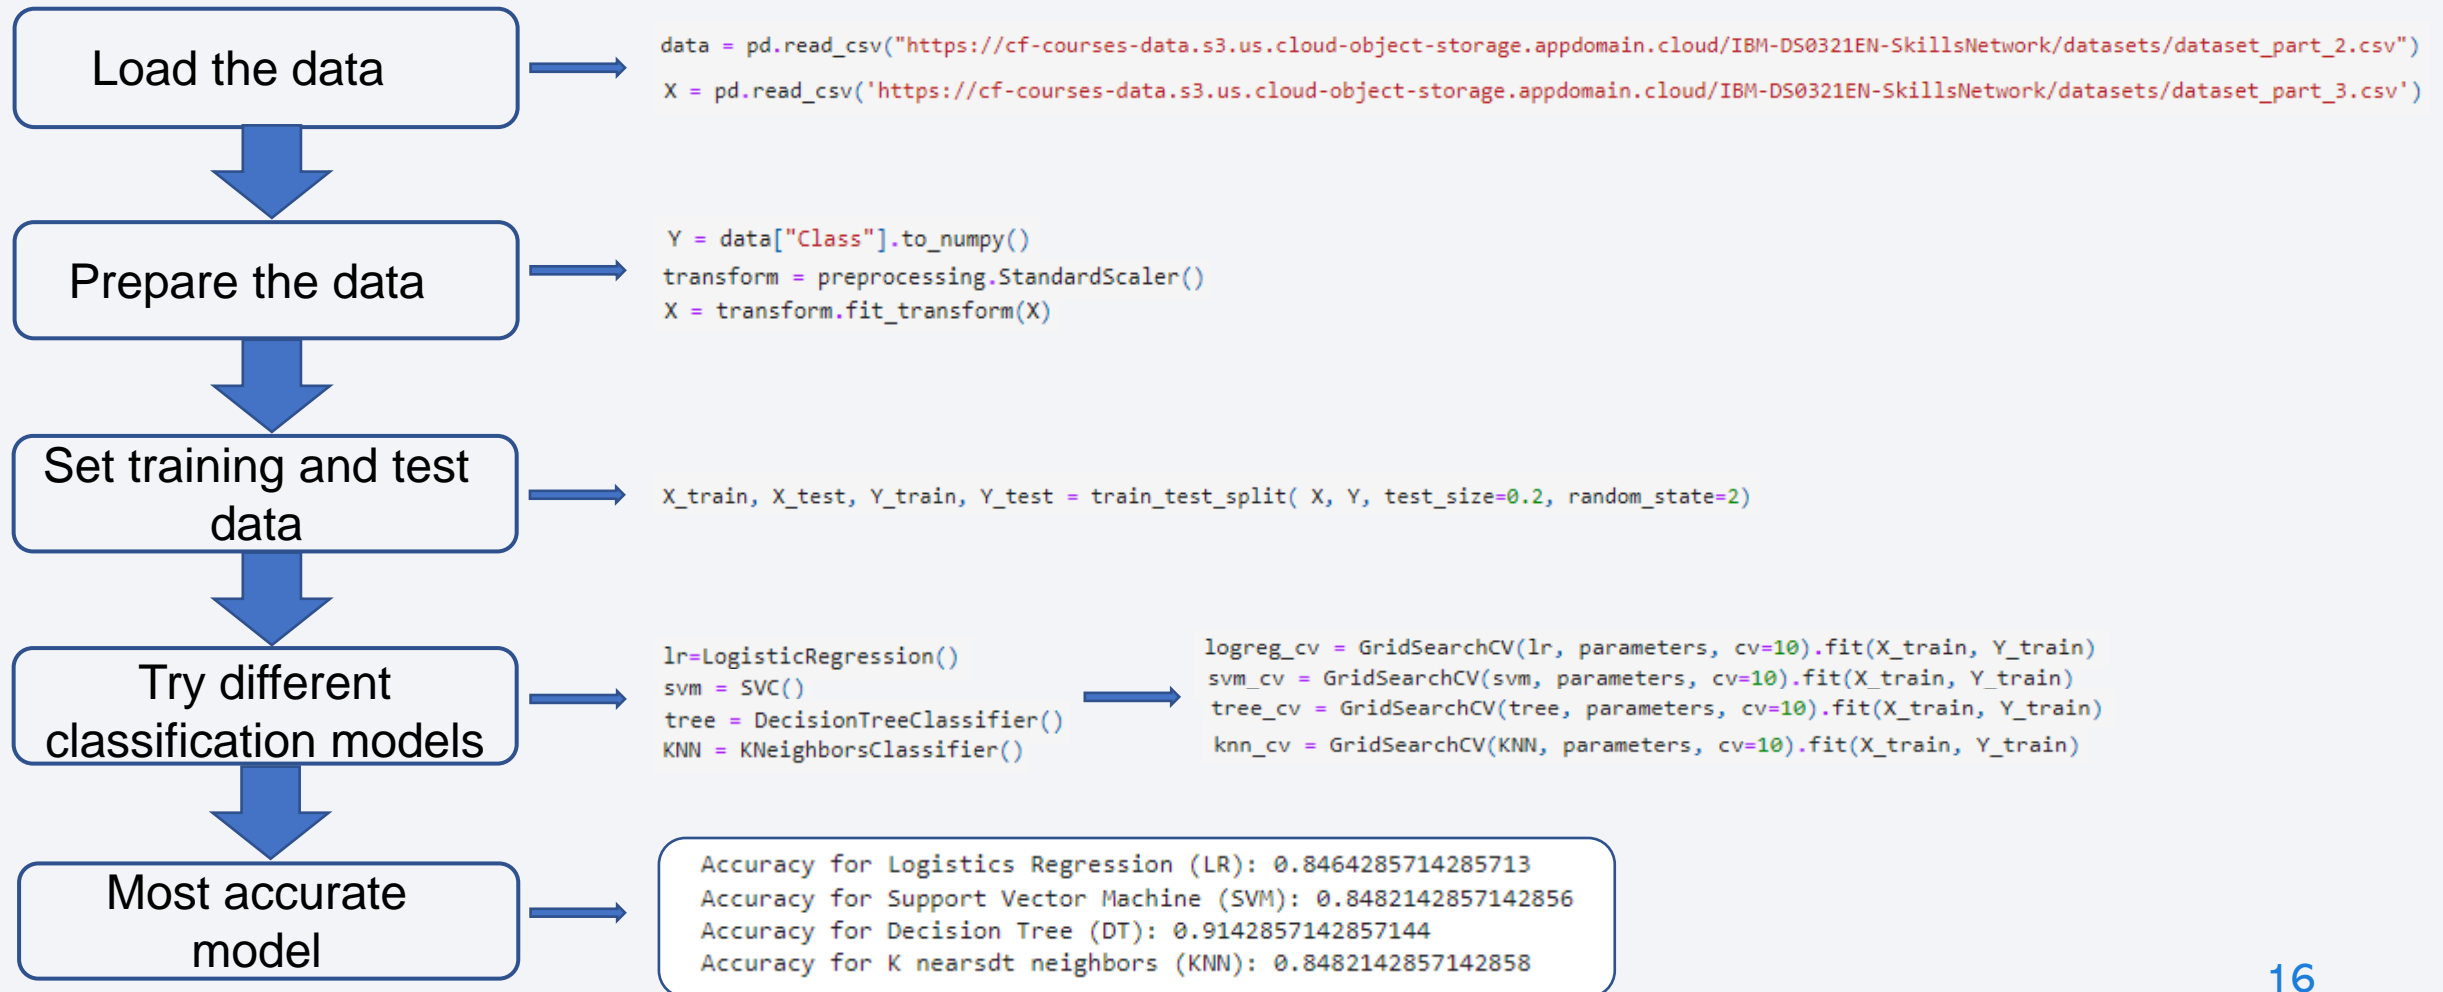 Load the data
data = pd.read_csv("https://cf-courses-data.s3.us.cloud-object-storage.appdomain.cloud/IBM-DS0321EN-SkillsNetwork/datasets/dataset_part_2.csv")
X = pd.read_csv('https://cf-courses-data.s3.us.cloud-object-storage.appdomain.cloud/IBM-DS0321EN-SkillsNetwork/datasets/dataset_part_3.csv')
Prepare the data
Y = data["Class"].to_numpy()
transform = preprocessing.StandardScaler()
X = transform.fit_transform(X)
Set training and test
data
X_train, X_test, Y_train, Y_test = train_test_split( X, Y, test_size=0.2, random_state=2)
Try different
classification models
lr=LogisticRegression()
svm = SVC()
tree = DecisionTreeClassifier()
KNN = KNeighborsClassifier()
logreg_cv = GridSearchCV(lr, parameters, cv=10).fit(X_train, Y_train)
svm_cv = GridSearchCV(svm, parameters, cv=10).fit(X_train, Y_train)
tree_cv = GridSearchCV(tree, parameters, cv=10).fit(X_train, Y_train)
knn_cv = GridSearchCV(KNN, parameters, cv=10).fit(X_train, Y_train)
Most accurate
model
Accuracy for Logistics Regression (LR): 0.8464285714285713
Accuracy for Support Vector Machine (SVM): 0.8482142857142856
Accuracy for Decision Tree (DT): 0.9142857142857144
Accuracy for K nearsdt neighbors (KNN): 0.8482142857142858
16